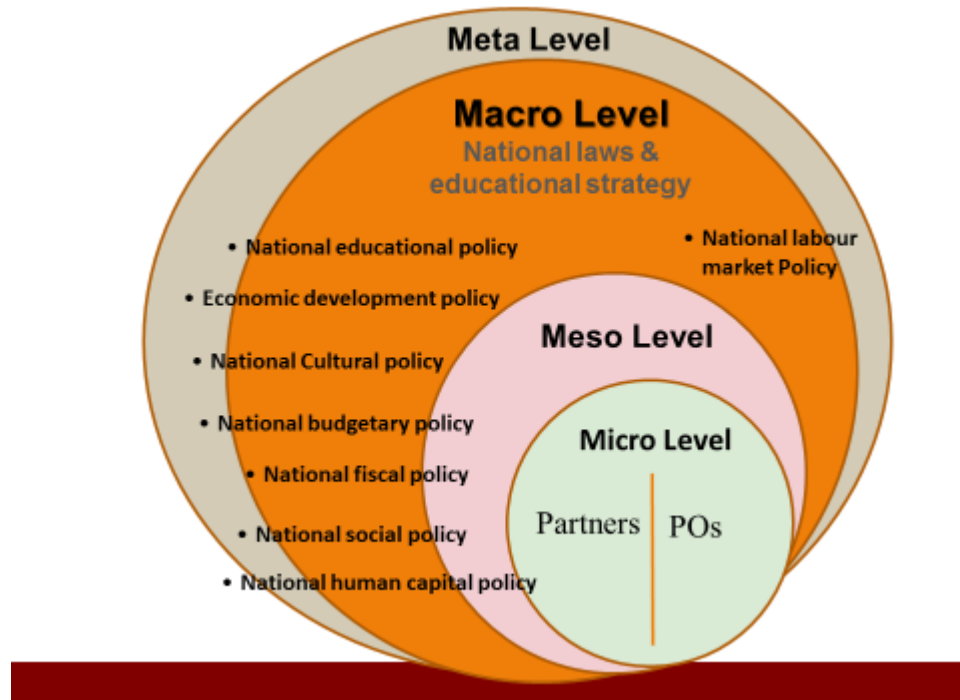 Meta Level
Macro Level
National laws &
educational strategy
• National educational policy
• National labour
market Policy
• Economic development policy
Meso Level
• National Cultural policy
• National budgetary policy
Micro Level
• National fiscal policy
Partners
POs
• National social policy
• National human capital policy